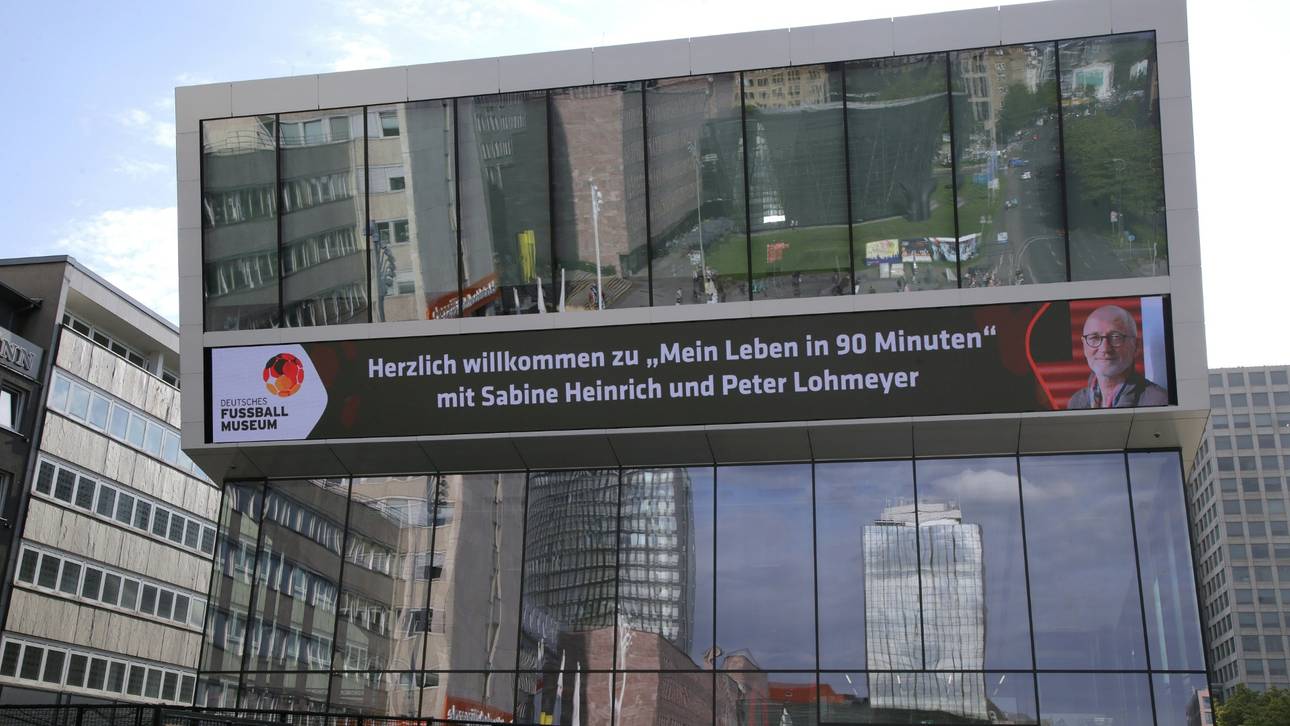 Herzlich willkommen zu „Mein Leben in 90 Minuten“
mit Sabine Heinrich und Peter Lohmeyer
DEUTSCHES
FUSSBALL
MUSEUM